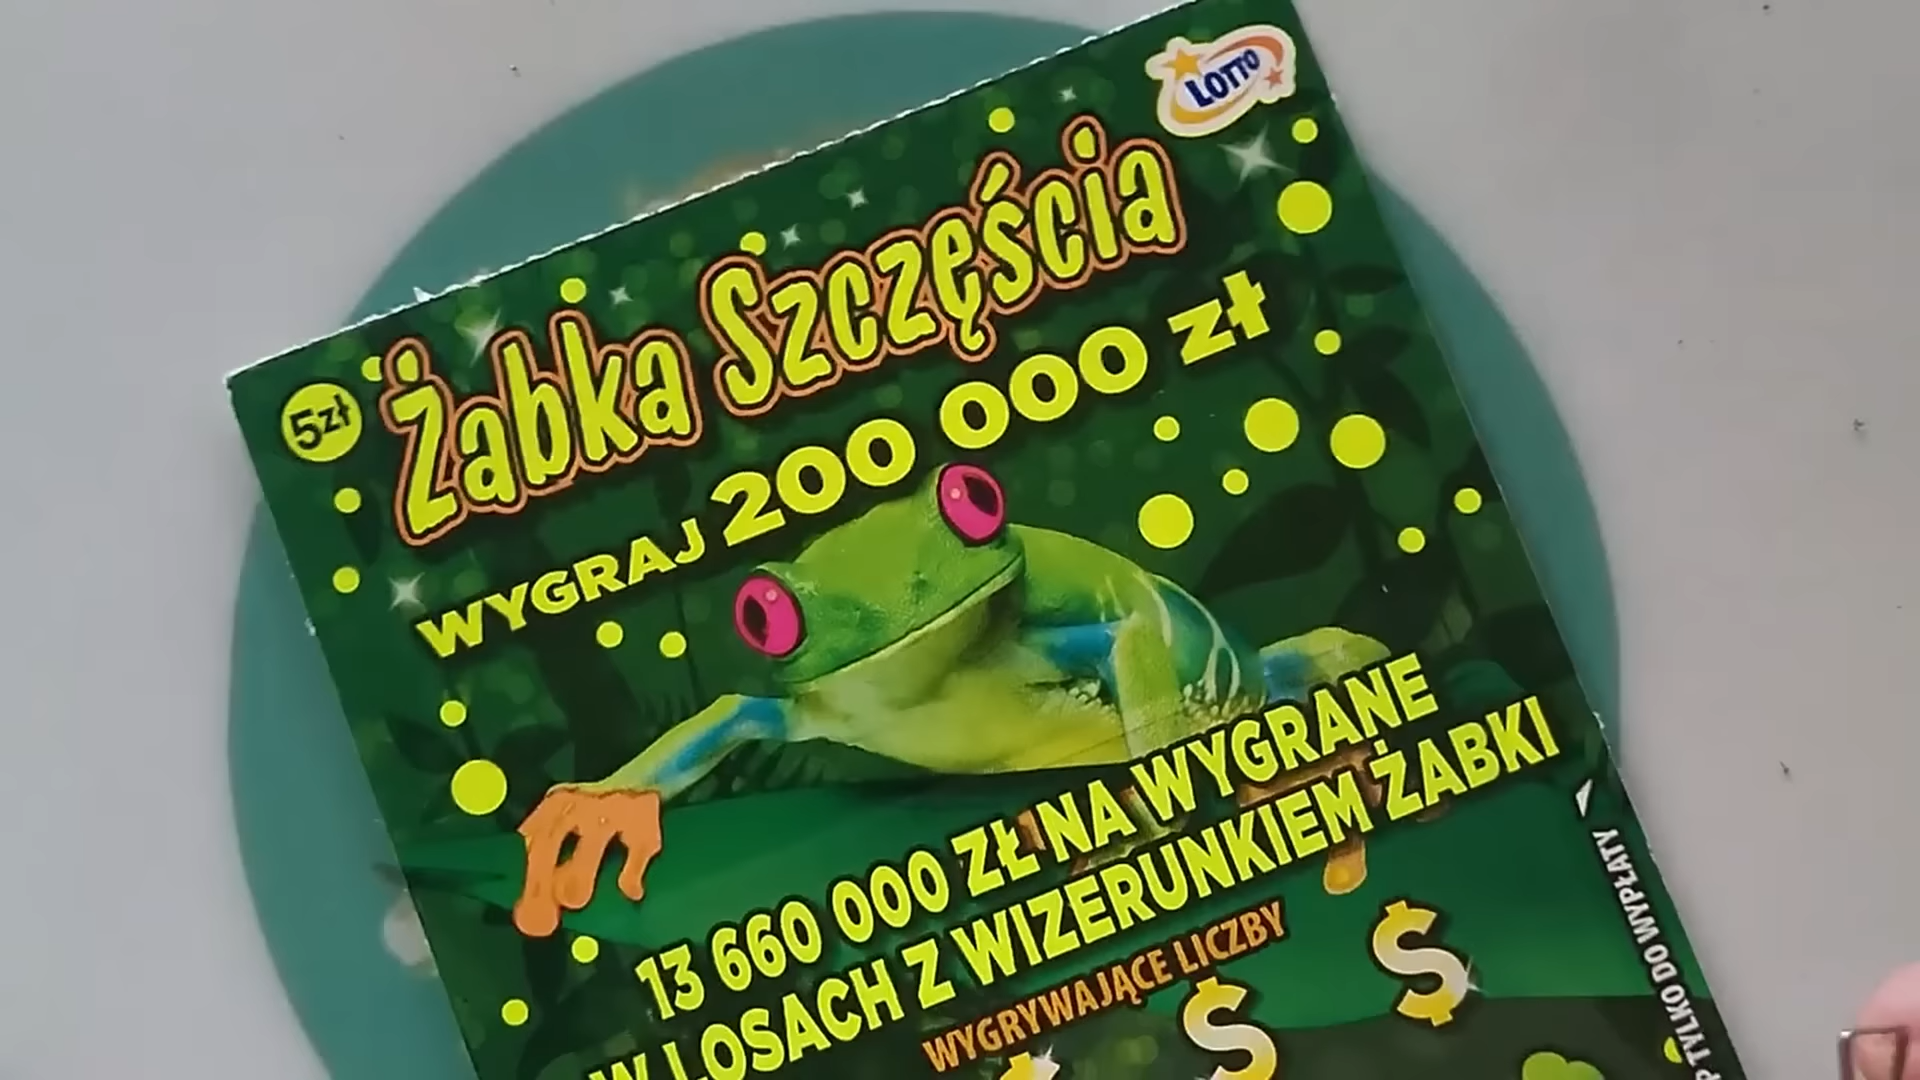 LOTTO
5zł
Żabka Szczęścia
WYGRAJ 200 000 zł
13 660 000 ZŁ NA WYGRANE
W LOSACH Z WIZERUNKIEM ŻABKI
WYGRYWAJĄCE LICZBY
TYLKO DO WYPŁATY